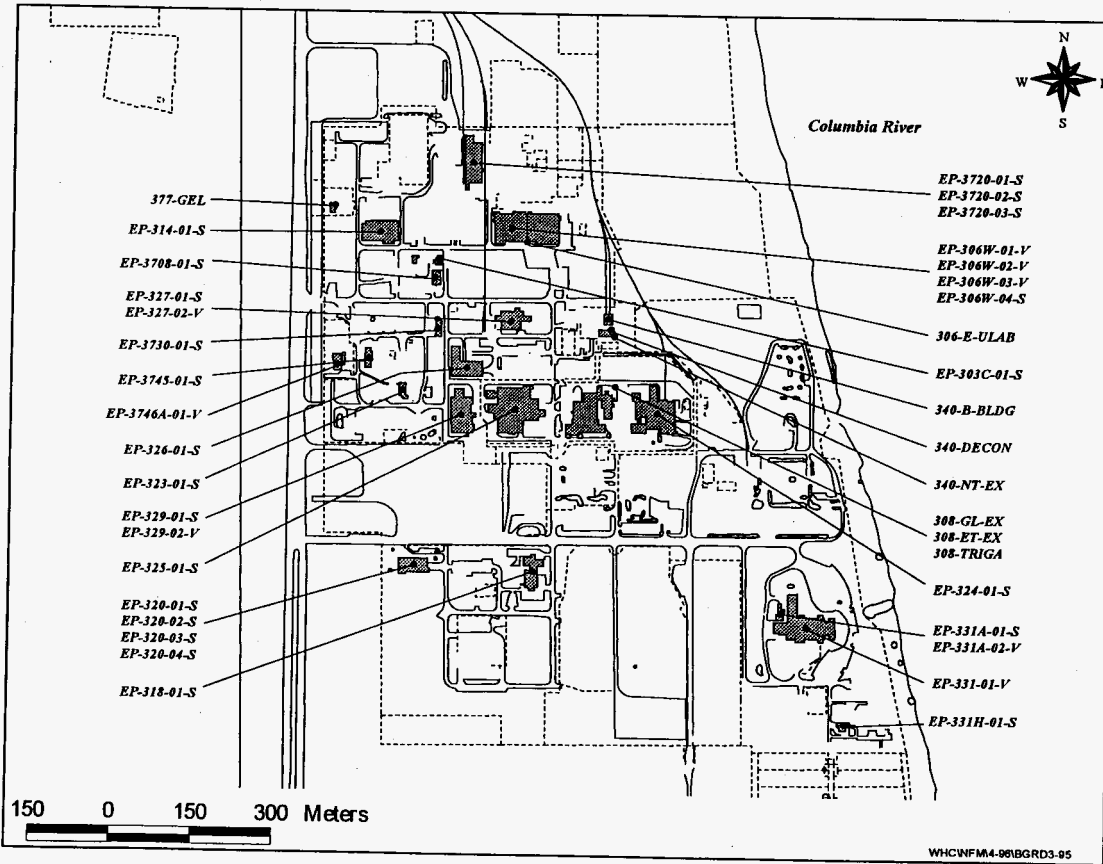 N
W
E
S
Columbia River
377-GEL
EP-314-01-S
EP-3708-01-S
EP-327-01-S
EP-327-02-V
EP-3730-01-S
EP-3745-01-S
EP-3746A-01-V
EP-326-01-S
EP-323-01-S
EP-329-01-S
EP-329-02-V
EP-325-01-S
EP-320-01-S
EP-320-02-S
EP-320-03-S
EP-320-04-S
EP-318-01-S
EP-3720-01-S
EP-3720-02-S
EP-3720-03-S
EP-306W-01-V
EP-306W-02-V
EP-306W-03-V
EP-306W-04-S
306-E-ULAB
EP-303C-01-S
340-B-BLDG
340-DECON
340-NT-EX
308-GL-EX
308-ET-EX
308-TRIGA
EP-324-01-S
EP-331A-01-S
EP-331A-02-V
EP-331-01-V
EP-331H-01-S
150 0 150 300 Meters
WHC\NFM\4-96\BGRD3-95